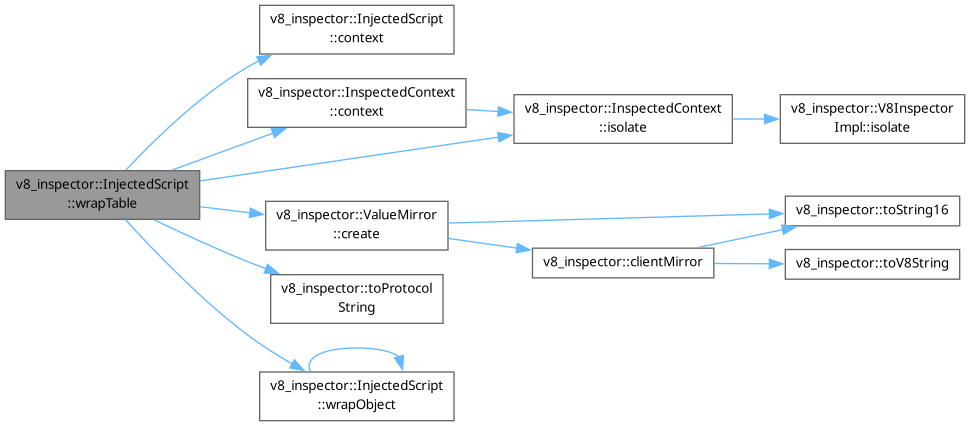 v8_inspector::InjectedScript
::wrapTable
v8_inspector::InjectedScript
::context
v8_inspector::InspectedContext
::context
v8_inspector::InspectedContext
::isolate
v8_inspector::V8Inspector
Impl::isolate
v8_inspector::ValueMirror
::create
v8_inspector::toString16
v8_inspector::clientMirror
v8_inspector::toV8String
v8_inspector::toProtocol
String
v8_inspector::InjectedScript
::wrapObject